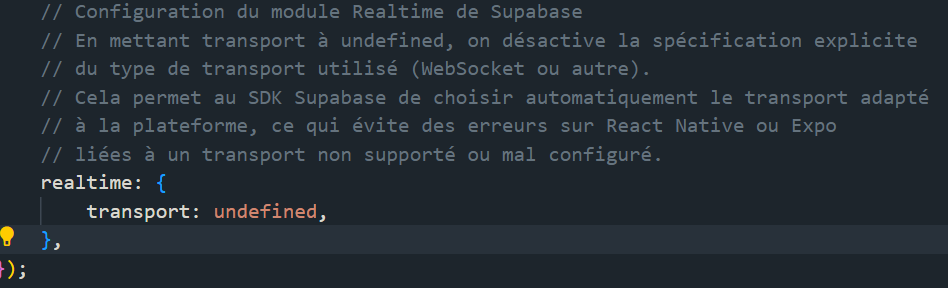 // Configuration du module Realtime de Supabase
// En mettant transport à undefined, on désactive la spécification explicite
// du type de transport utilisé (WebSocket ou autre).
// Cela permet au SDK Supabase de choisir automatiquement le transport adapté
// à la plateforme, ce qui évite des erreurs sur React Native ou Expo
// liées à un transport non supporté ou mal configuré.
realtime: {
transport: undefined,
},
});